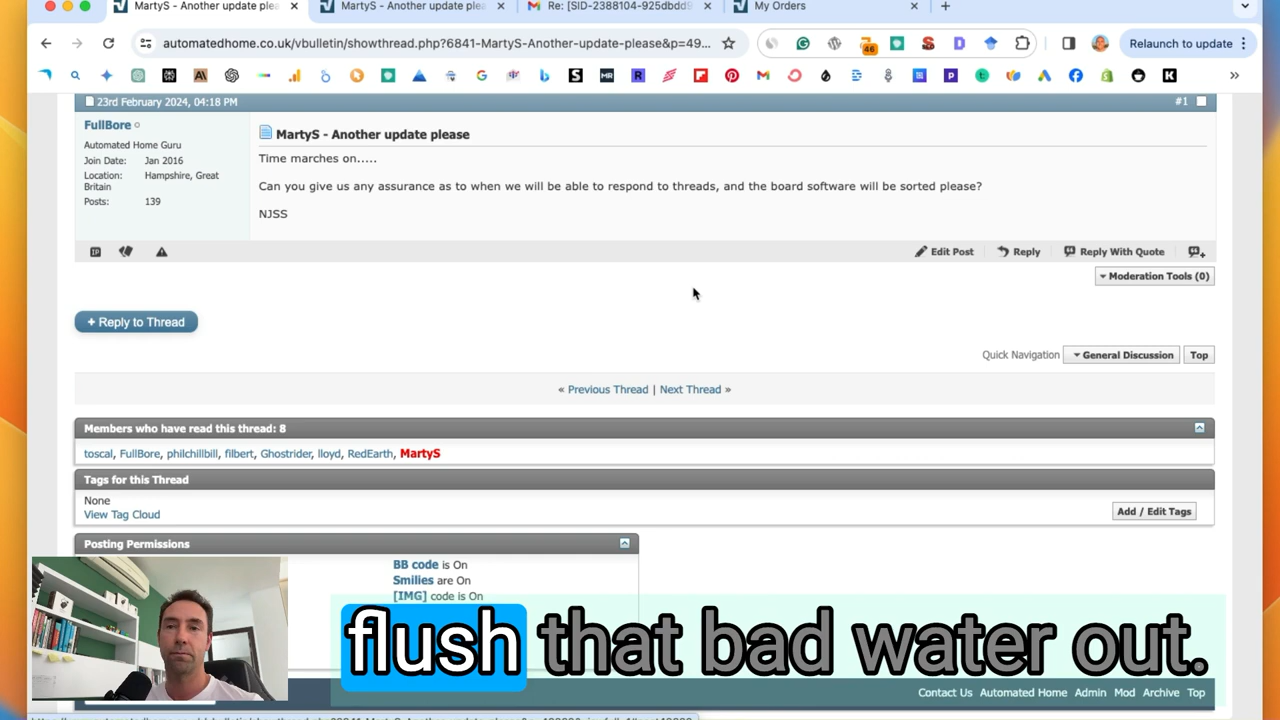 MartyS - Another update plea
MartyS - Another update plea
Re: [SID-2388104-925dbdd9
My Orders
automatedhome.co.uk/vbulletin/showthread.php?6841-MartyS-Another-update-please&p=49...
46
Relaunch to update
23rd February 2024, 04:18 PM
#1
FullBore
Automated Home Guru
Join Date: Jan 2016
Location: Hampshire, Great Britain
Posts: 139
MartyS - Another update please
Time marches on.....
Can you give us any assurance as to when we will be able to respond to threads, and the board software will be sorted please?
NJSS
Edit Post
Reply
Reply With Quote
Moderation Tools (0)
+ Reply to Thread
Quick Navigation
General Discussion
Top
« Previous Thread | Next Thread »
Members who have read this thread: 8
toscal, FullBore, philchillbill, filbert, Ghostrider, lloyd, RedEarth, MartyS
Tags for this Thread
None
View Tag Cloud
Add / Edit Tags
Posting Permissions
BB code is On
Smilies are On
[IMG] code is On
flush that bad water out.
Contact Us Automated Home Admin Mod Archive Top